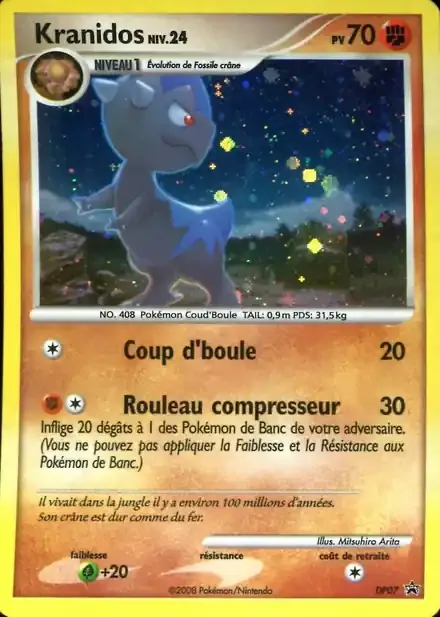 Kranidos NIV.24
PV 70
NIVEAU 1 Évolution de Fossile crâne
NO. 408 Pokémon Coud'Boule TAIL: 0,9 m PDS: 31,5 kg
Coup d'boule 20
Rouleau compresseur 30
Inflige 20 dégâts à 1 des Pokémon de Banc de votre adversaire.
(Vous ne pouvez pas appliquer la Faiblesse et la Résistance aux
Pokémon de Banc.)
Il vivait dans la jungle il y a environ 100 millions d'années.
Son crâne est dur comme du fer.
Illus. Mitsuhiro Arita
faiblesse résistance coût de retraite
+20
©2008 Pokémon/Nintendo DP07